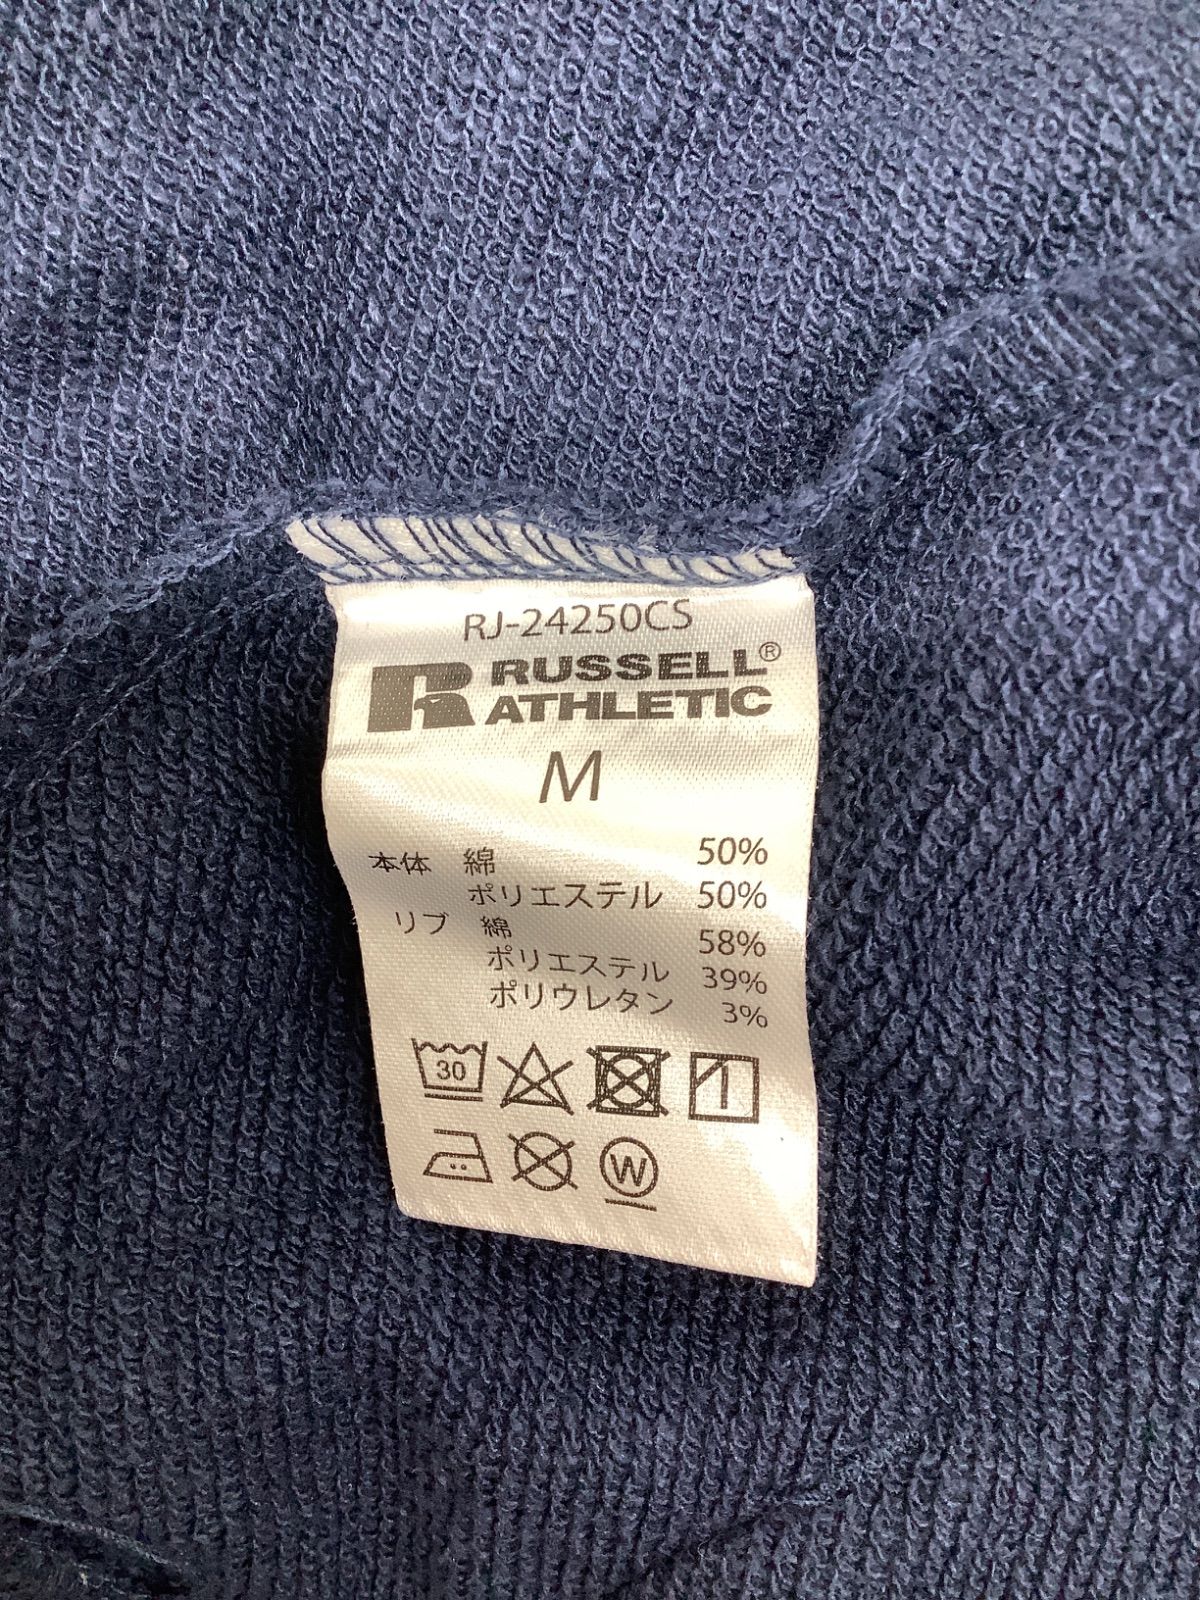 RJ-24250CS
RUSSELL®
ATHLETIC
M
本体 綿 50%
ポリエステル 50%
リブ 綿 58%
ポリエステル 39%
ポリウレタン 3%
30
W